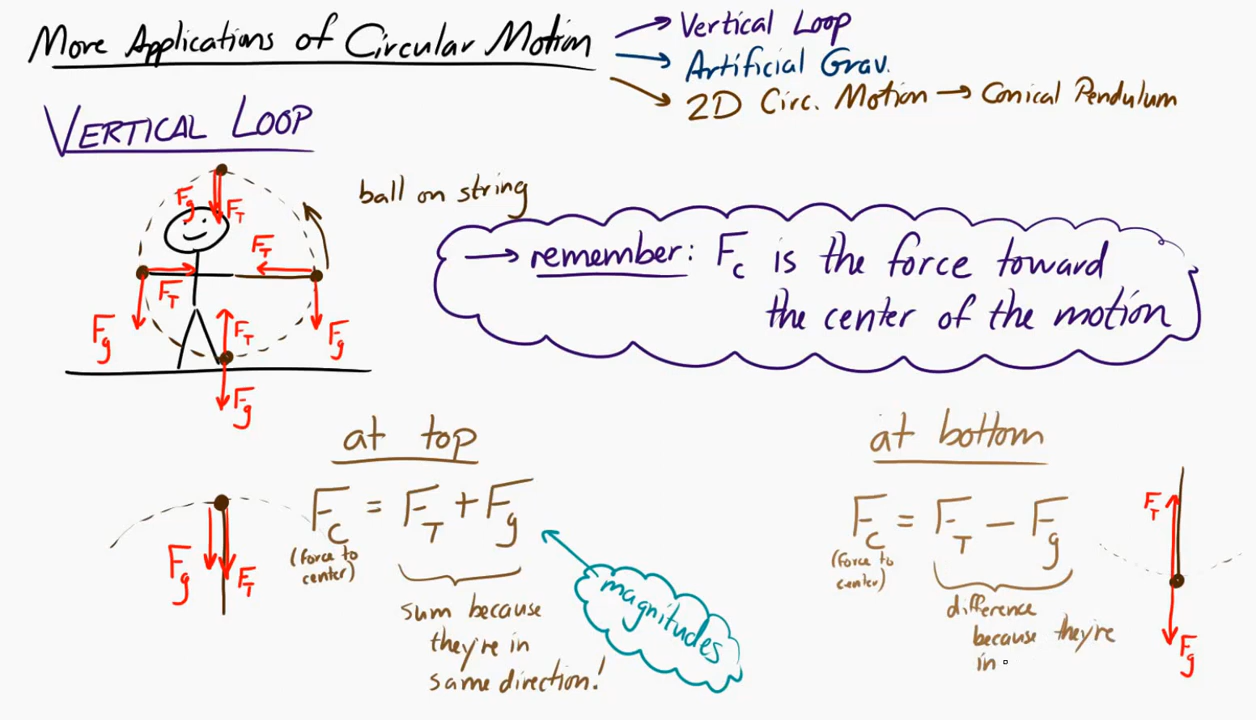 More Applications of Circular Motion
Vertical Loop
Artificial Grav.
2D Circ. Motion → Conical Pendulum
VERTICAL LOOP
ball on string
Fg
FT
FT
FT
Fg
Fg
FT
Fg
→ remember: Fc is the force toward
the center of the motion
at top
Fc = FT + Fg
(force to
center)
sum because
they're in
same direction!
Fg
FT
magnitudes
at bottom
Fc = FT − Fg
(force to
center)
difference
because they're
in
FT
Fg